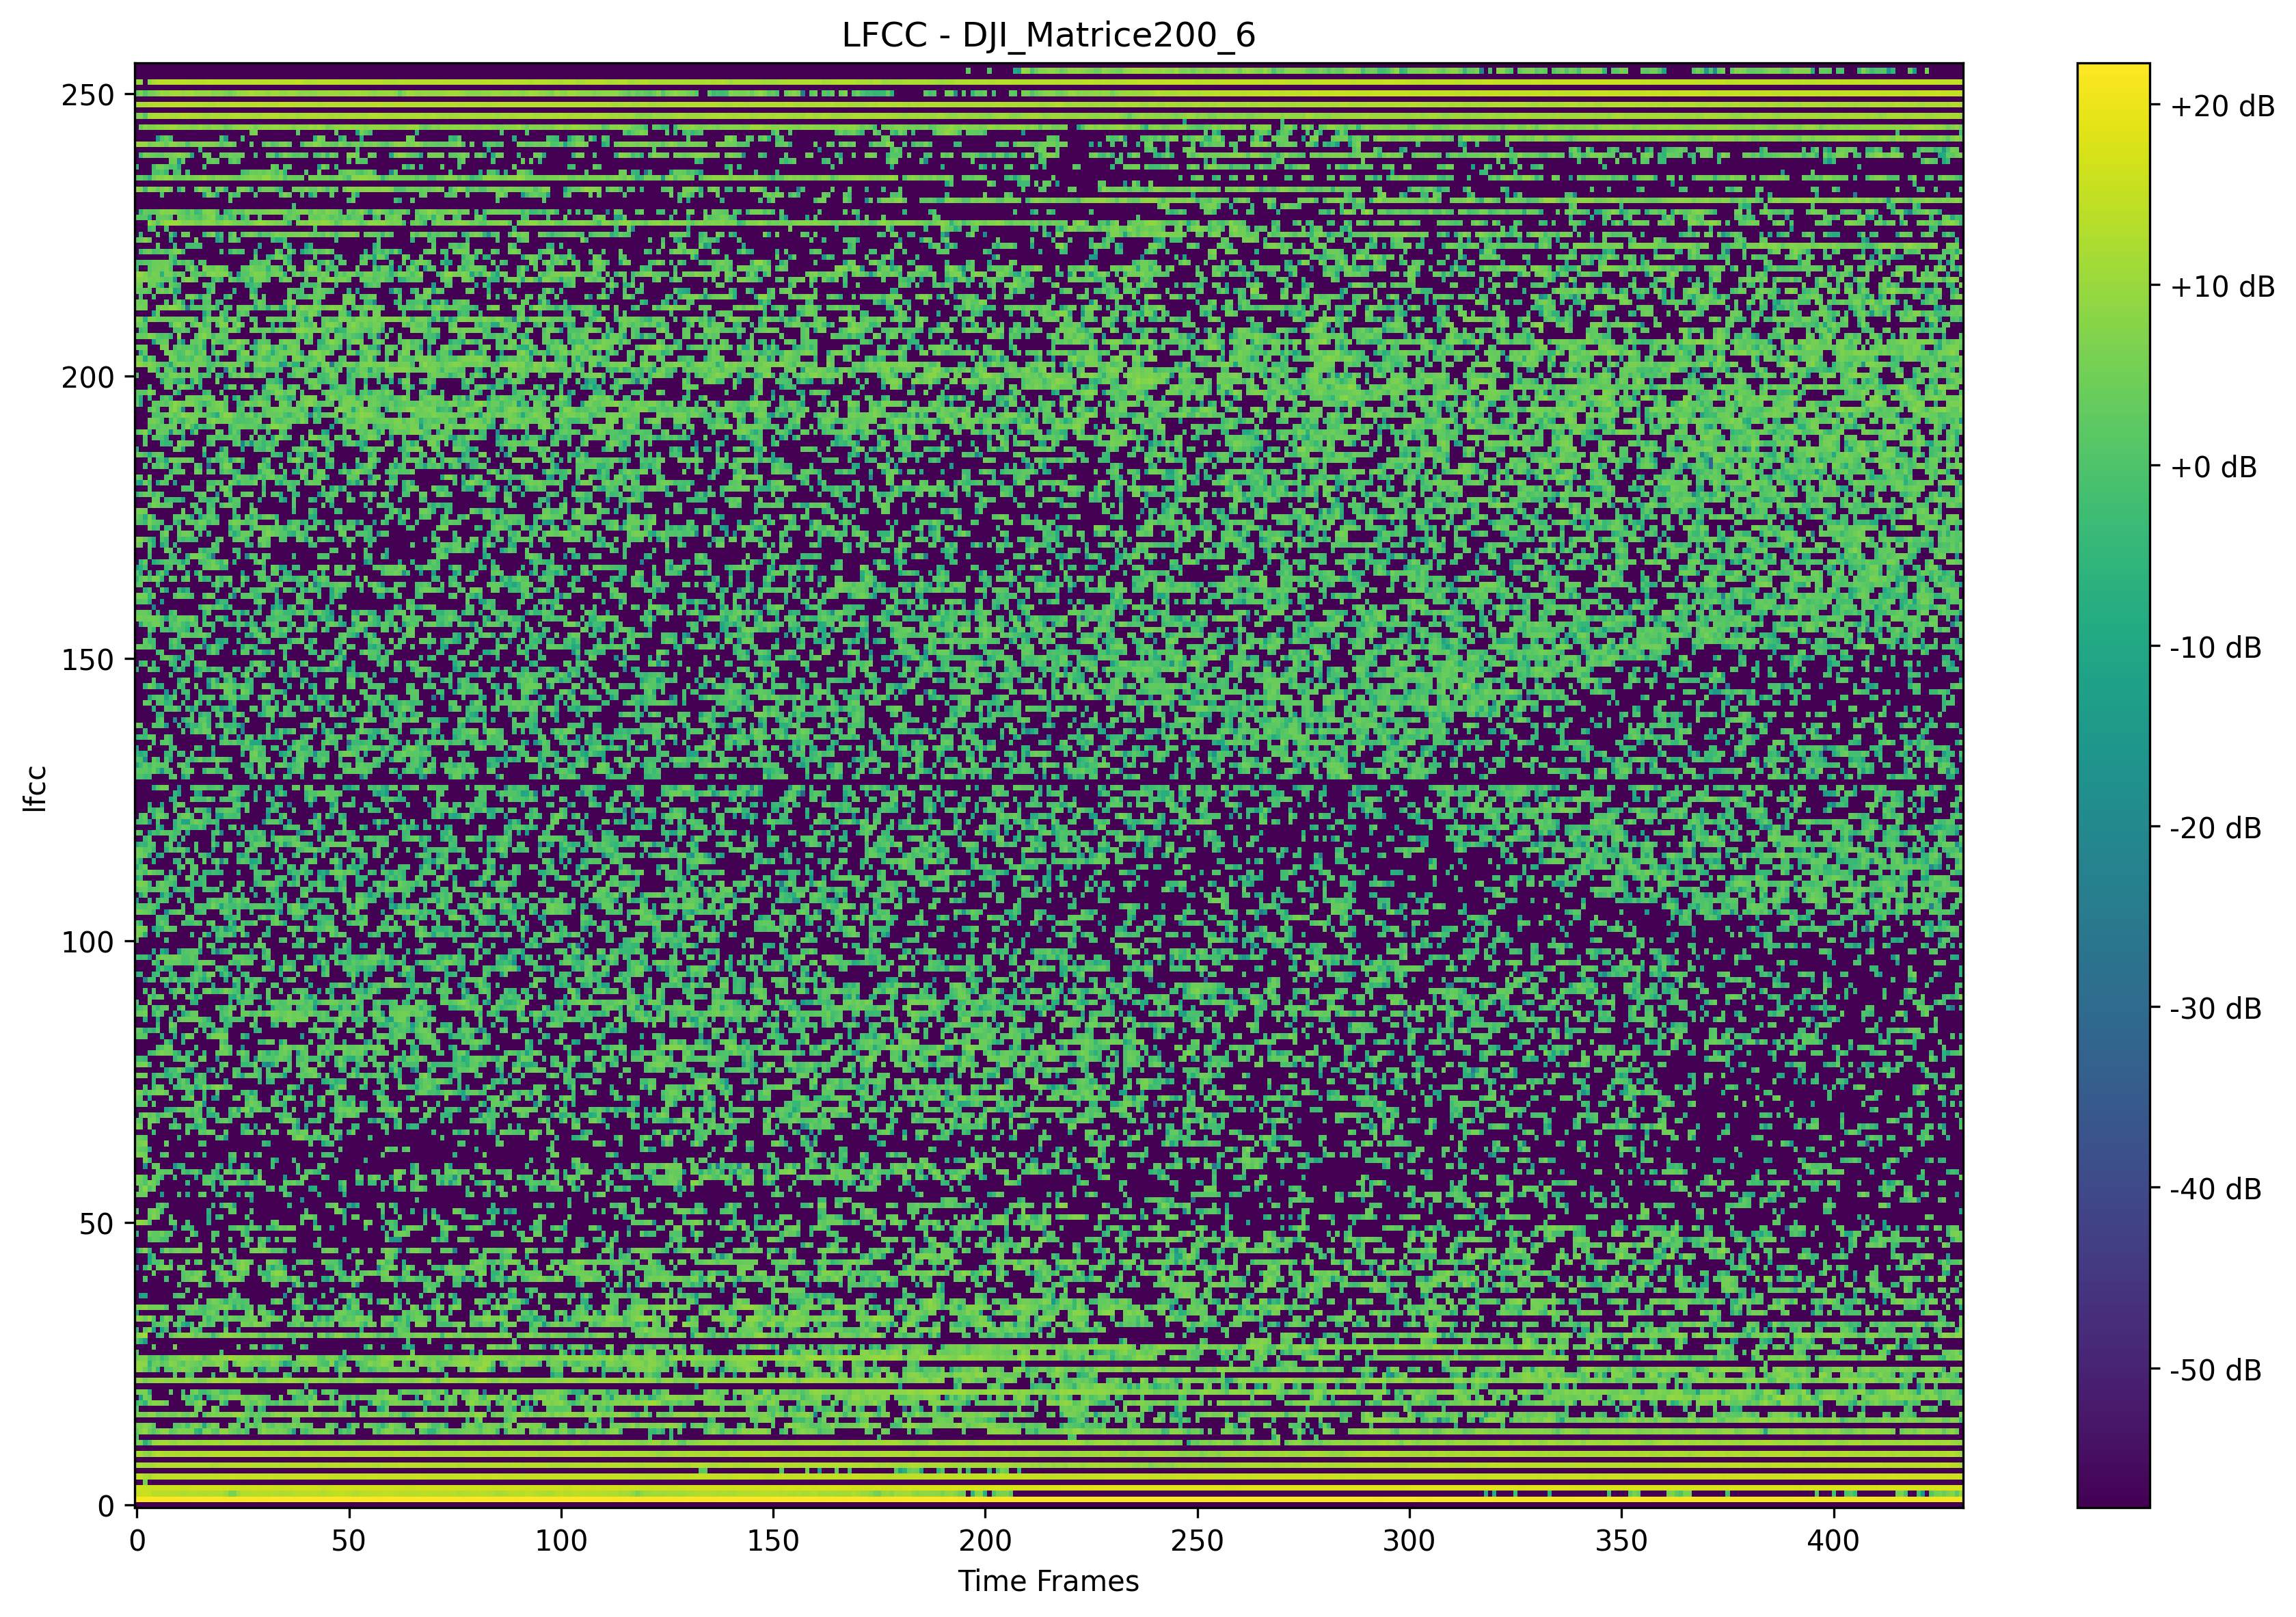 LFCC - DJI_Matrice200_6
250
200
150
100
50
0
lfcc
0 50 100 150 200 250 300 350 400
Time Frames
+20 dB
+10 dB
+0 dB
-10 dB
-20 dB
-30 dB
-40 dB
-50 dB